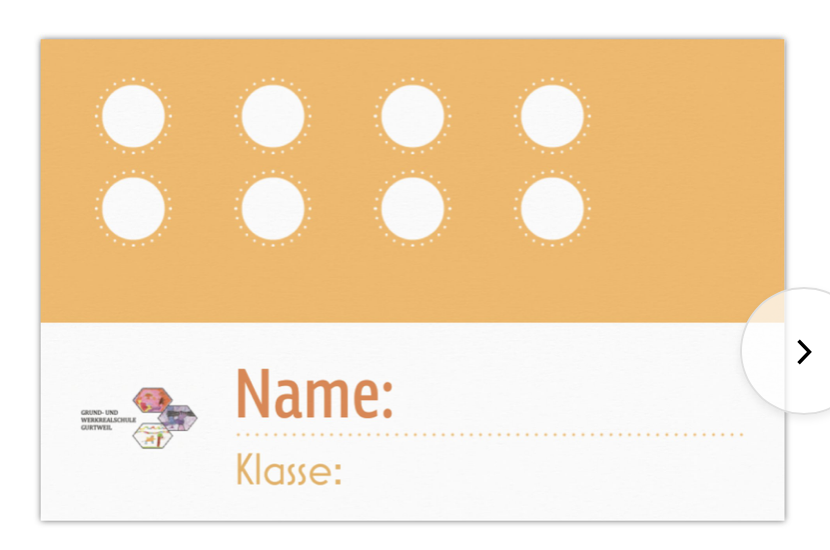 Name:
GRUND- UND
WERKREALSCHULE
GURTWEIL
Klasse: